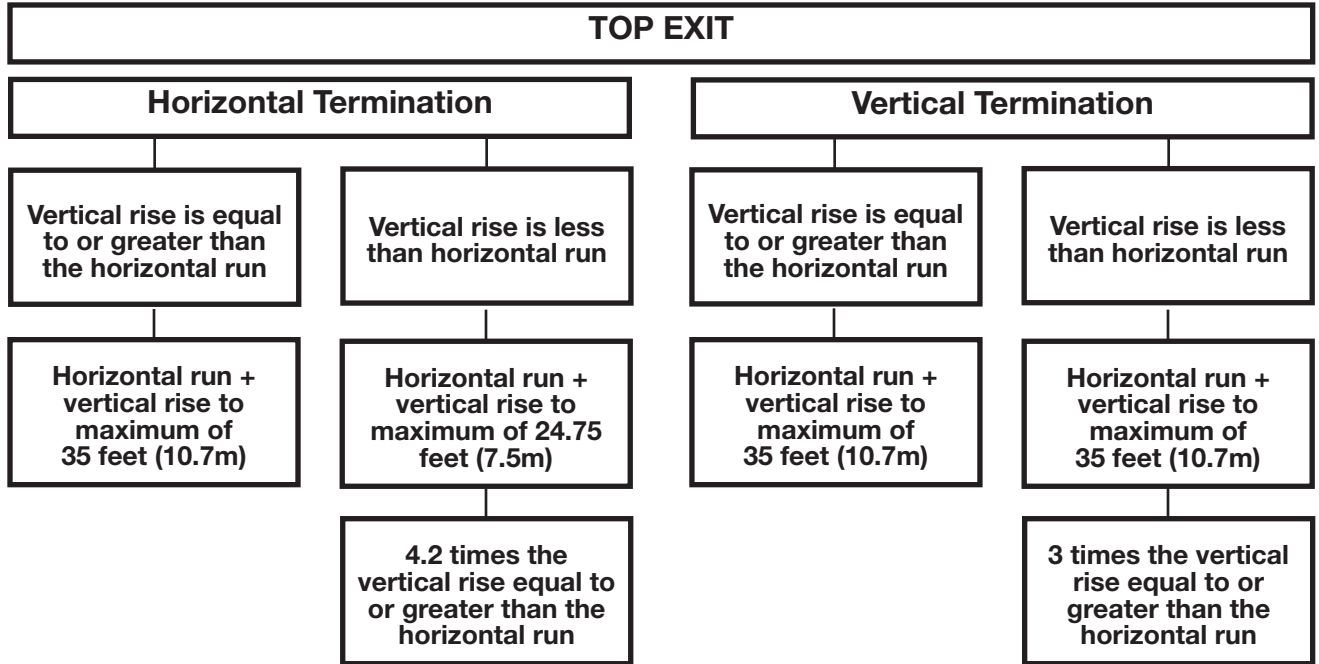 TOP EXIT
Horizontal Termination
Vertical Termination
Vertical rise is equal
to or greater than
the horizontal run
Vertical rise is less
than horizontal run
Vertical rise is equal
to or greater than
the horizontal run
Vertical rise is less
than horizontal run
Horizontal run +
vertical rise to
maximum of
35 feet (10.7m)
Horizontal run +
vertical rise to
maximum of 24.75
feet (7.5m)
Horizontal run +
vertical rise to
maximum of
35 feet (10.7m)
Horizontal run +
vertical rise to
maximum of
35 feet (10.7m)
4.2 times the
vertical rise equal to
or greater than the
horizontal run
3 times the vertical
rise equal to or
greater than the
horizontal run